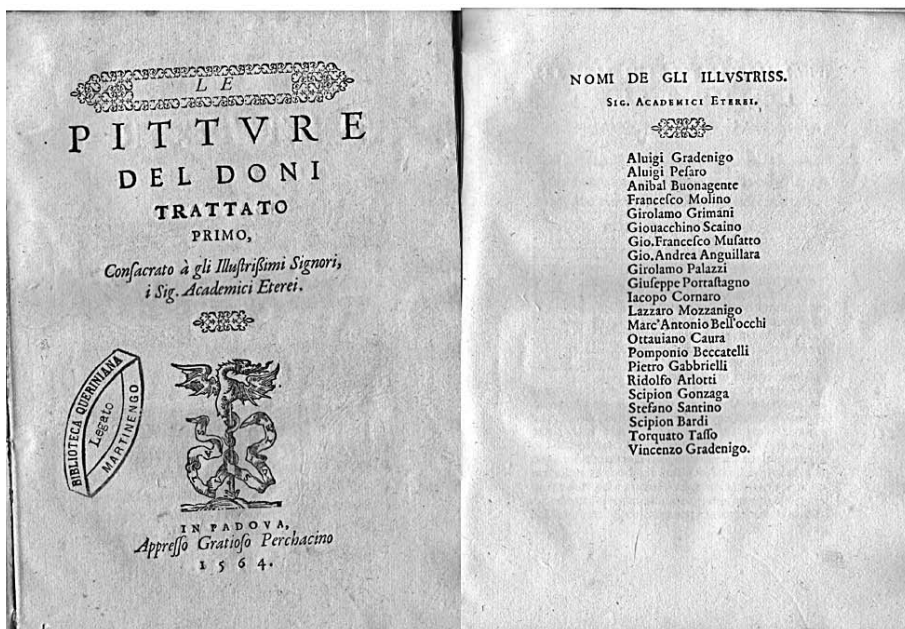 LE
PITTVRE
DEL DONI
TRATTATO
PRIMO,
Conſacrato à gli Illuſtriſsimi Signori,
i Sig. Academici Eterei.
BIBLIOTECA QUERINIANA
Legato
MARTINENGO
IN PADOVA,
Appreſſo Gratioſo Perchacino
1564.
NOMI DE GLI ILLVSTRISS.
SIG. ACADEMICI ETEREI.
Aluigi Gradenigo
Aluigi Peſaro
Anibal Buonagente
Franceſco Molino
Girolamo Grimani
Giouacchino Scaino
Gio.Franceſco Muſatto
Gio.Andrea Anguillara
Girolamo Palazzi
Giuſeppe Portaſtagno
Iacopo Cornaro
Lazzaro Mozzanigo
Marc'Antonio Bell'occhi
Ottauiano Caura
Pomponio Beccatelli
Pietro Gabbrielli
Ridolfo Arlotti
Scipion Gonzaga
Stefano Santino
Scipion Bardi
Torquato Taſſo
Vincenzo Gradenigo.